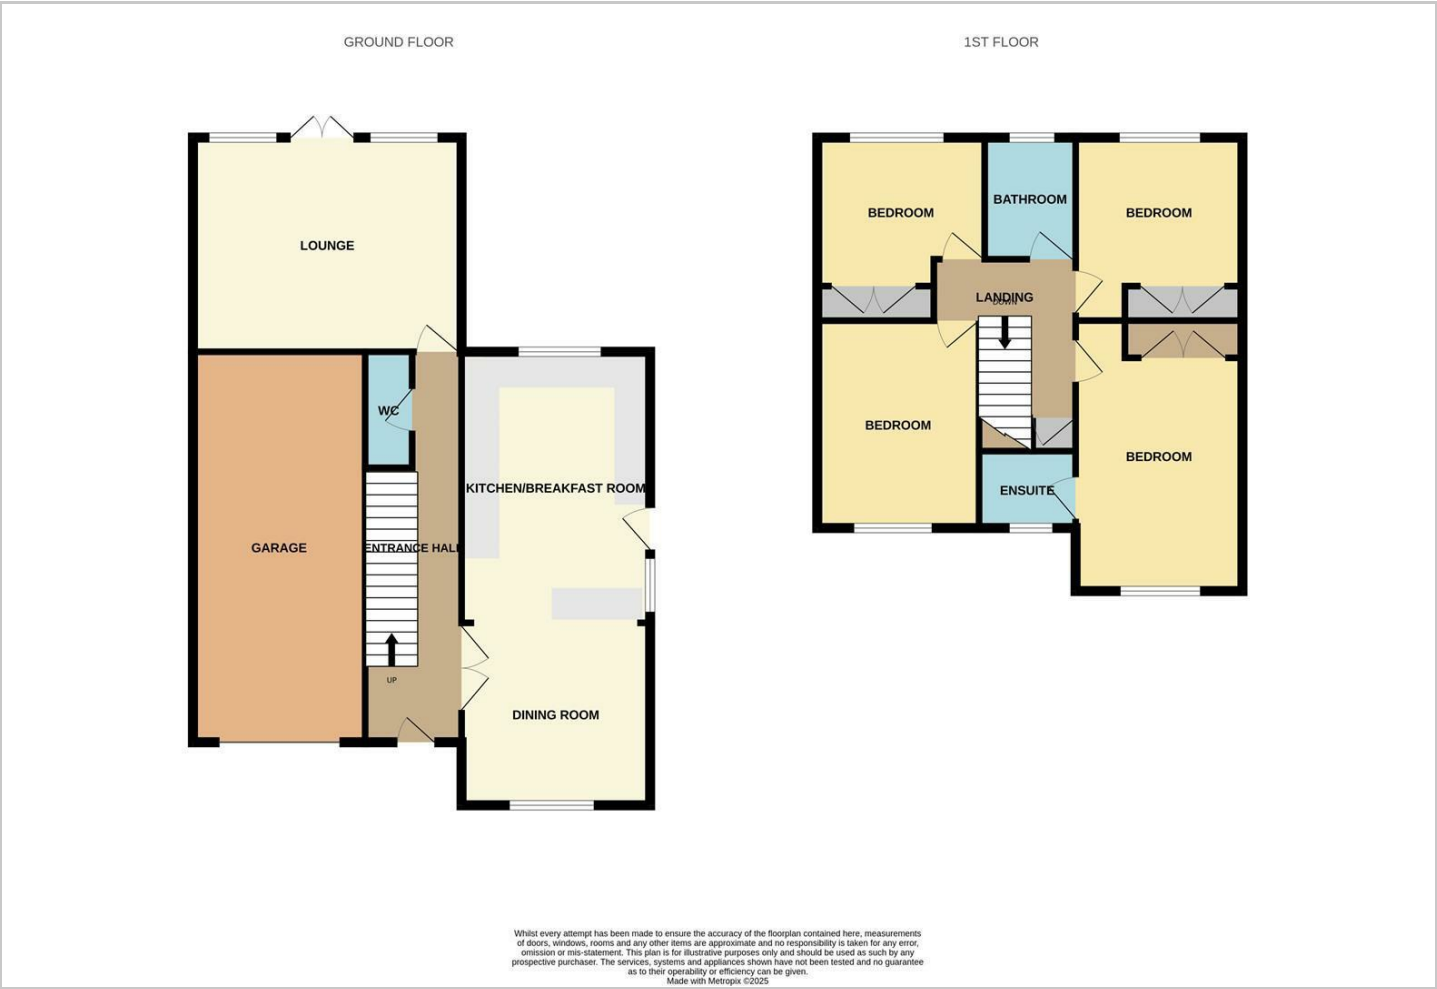 GROUND FLOOR
1ST FLOOR
LOUNGE
WC
KITCHEN/BREAKFAST ROOM
GARAGE
ENTRANCE HALL
UP
DINING ROOM
BEDROOM
BATHROOM
BEDROOM
LANDING
DOWN
BEDROOM
BEDROOM
ENSUITE
Whilst every attempt has been made to ensure the accuracy of the floorplan contained here, measurements
of doors, windows, rooms and any other items are approximate and no responsibility is taken for any error,
omission or mis-statement. This plan is for illustrative purposes only and should be used as such by any
prospective purchaser. The services, systems and appliances shown have not been tested and no guarantee
as to their operability or efficiency can be given.
Made with Metropix ©2025